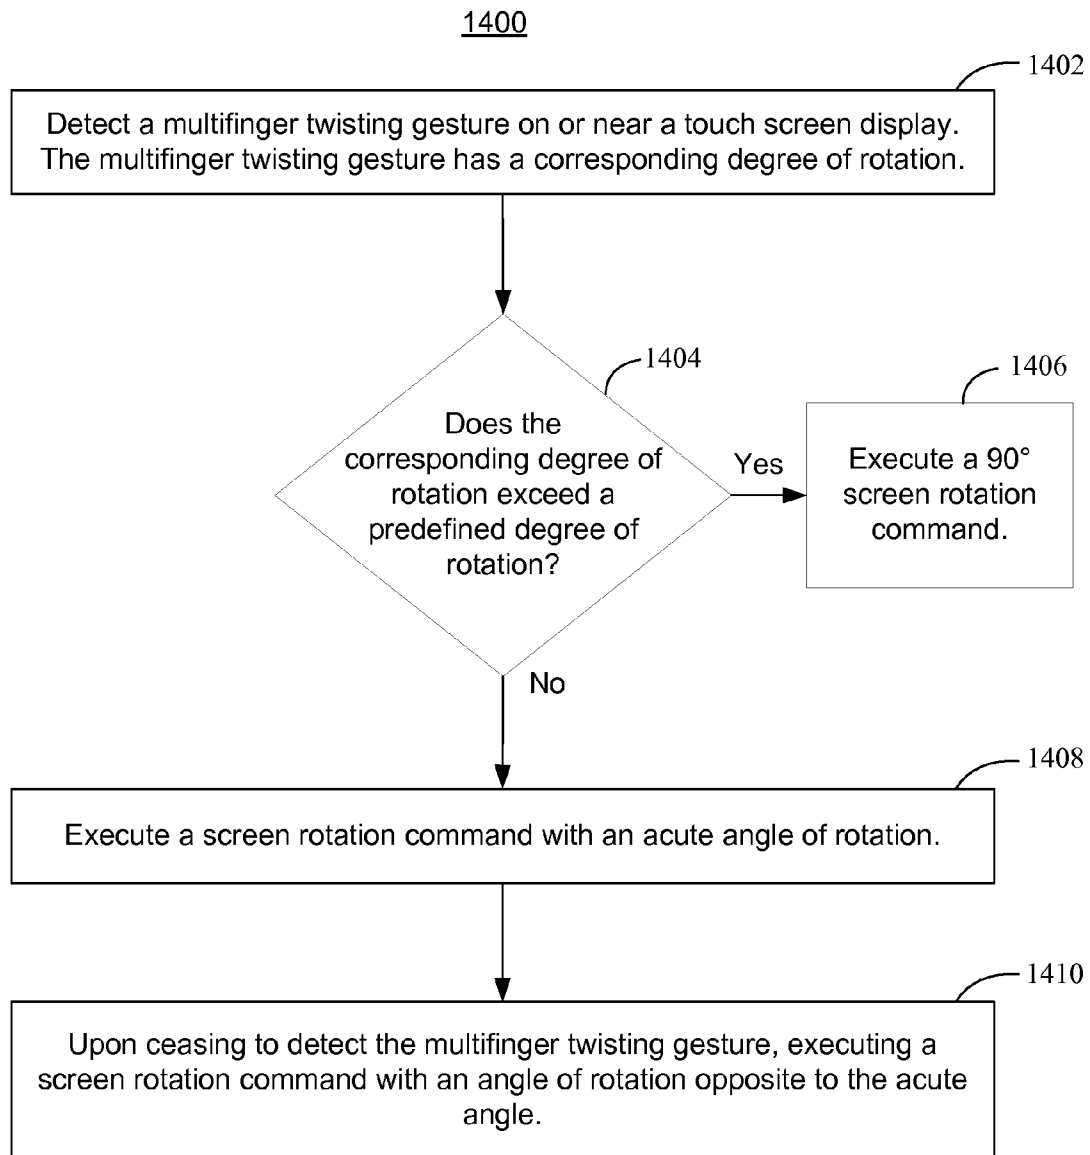 1400
1402
Detect a multifinger twisting gesture on or near a touch screen display.
The multifinger twisting gesture has a corresponding degree of rotation.
1404
Does the
corresponding degree of
rotation exceed a
predefined degree of
rotation?
Yes
1406
Execute a 90°
screen rotation
command.
No
1408
Execute a screen rotation command with an acute angle of rotation.
1410
Upon ceasing to detect the multifinger twisting gesture, executing a
screen rotation command with an angle of rotation opposite to the acute
angle.